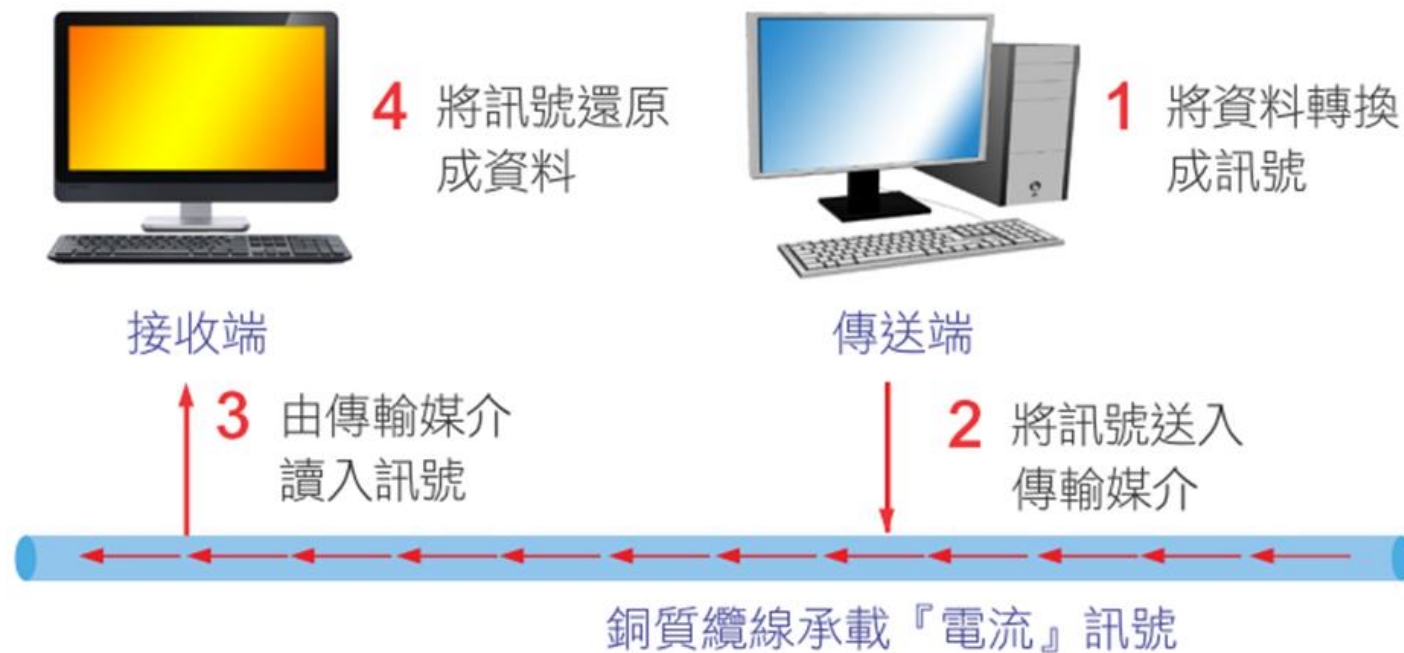 4 將訊號還原
成資料
1 將資料轉換
成訊號
接收端
傳送端
3 由傳輸媒介
讀入訊號
2 將訊號送入
傳輸媒介
銅質纜線承載『電流』訊號